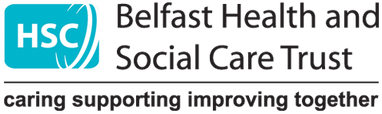 HSC
Belfast Health and
Social Care Trust
caring supporting improving together